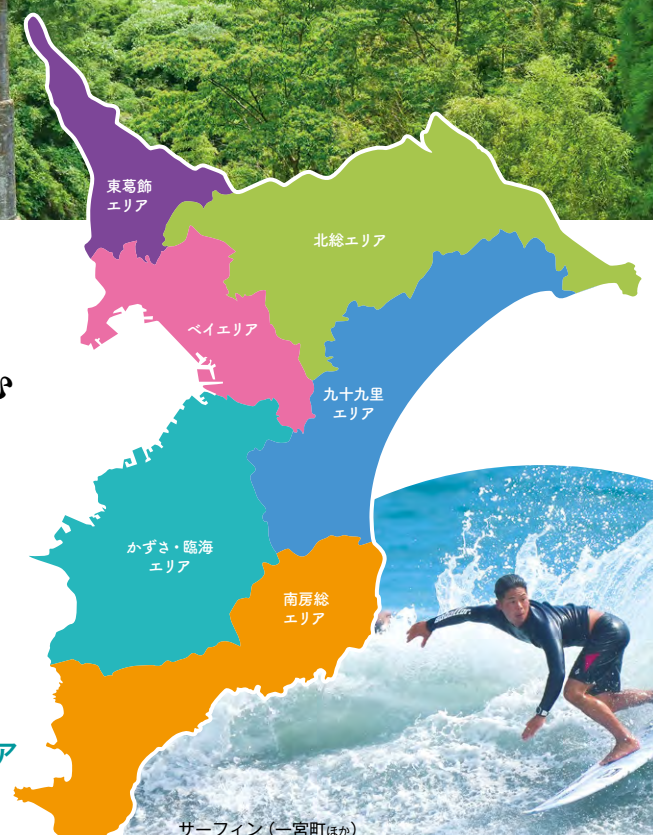 東葛飾
エリア
北総エリア
ベイエリア
九十九里
エリア
かずさ・臨海
エリア
南房総
エリア
ア
サーフィン(一宮町ほか)